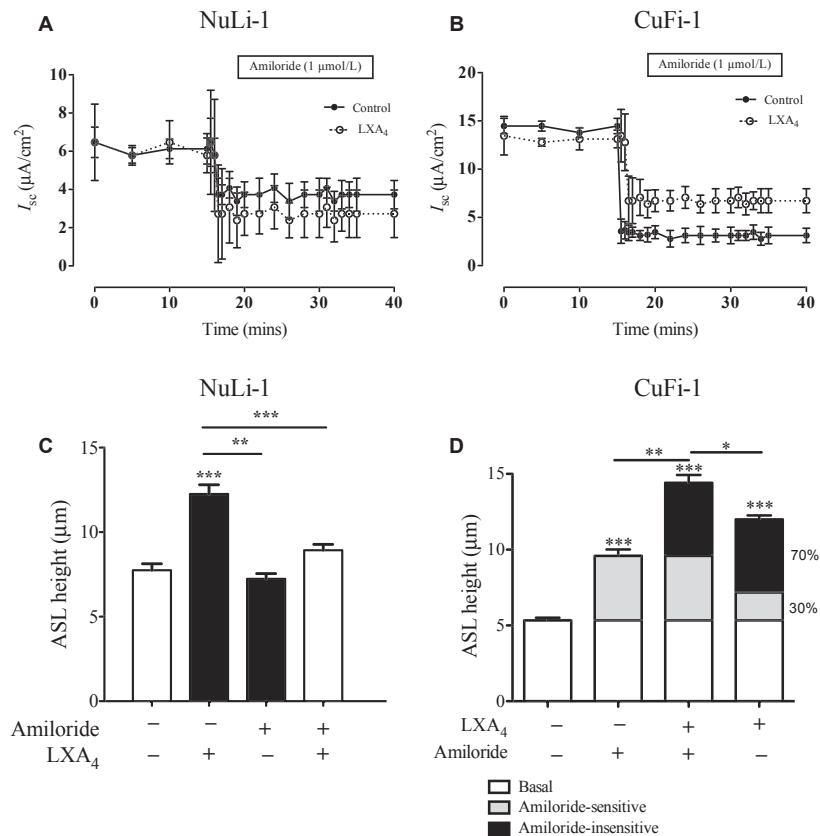 NuLi-1
CuFi-1
A
B
Amiloride (1 μmol/L)
Amiloride (1 μmol/L)
Control
LXA4
Control
LXA4
Isc (μA/cm2)
Isc (μA/cm2)
10
8
6
4
2
0
20
15
10
5
0
0 10 20 30 40
0 10 20 30 40
Time (mins)
Time (mins)
NuLi-1
CuFi-1
C
D
***
**
***
** *
***
*** ***
ASL height (μm)
ASL height (μm)
15
10
5
0
15
10
5
0
70%
30%
Amiloride − − + +
LXA4 − + − +
LXA4 − − + +
Amiloride − + + −
Basal
Amiloride-sensitive
Amiloride-insensitive